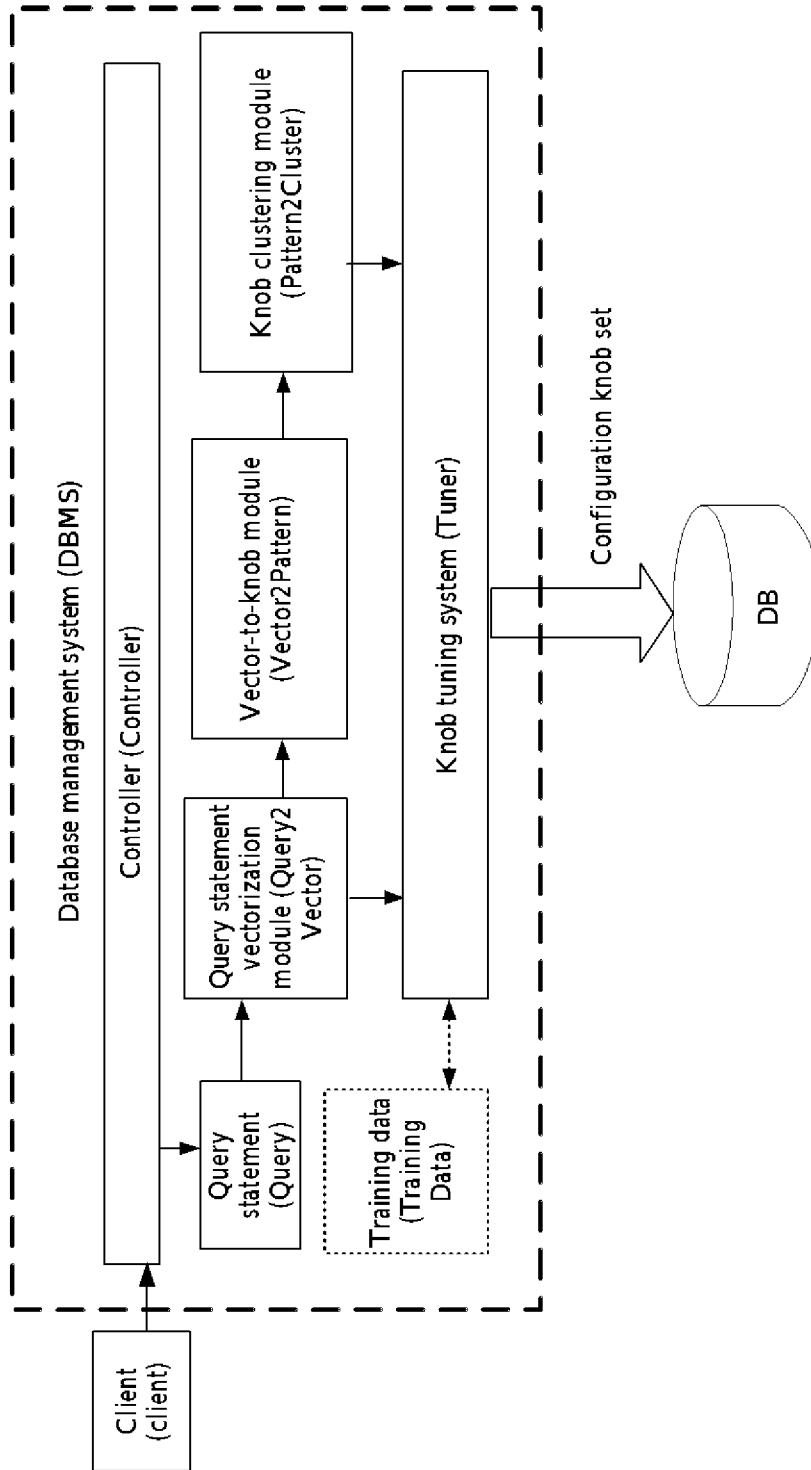 Database management system (DBMS)
Client
(client)
Controller (Controller)
Query
statement
(Query)
Query statement
vectorization
module (Query2
Vector)
Vector-to-knob module
(Vector2Pattern)
Knob clustering module
(Pattern2Cluster)
Training data
(Training
Data)
Knob tuning system (Tuner)
Configuration knob set
DB